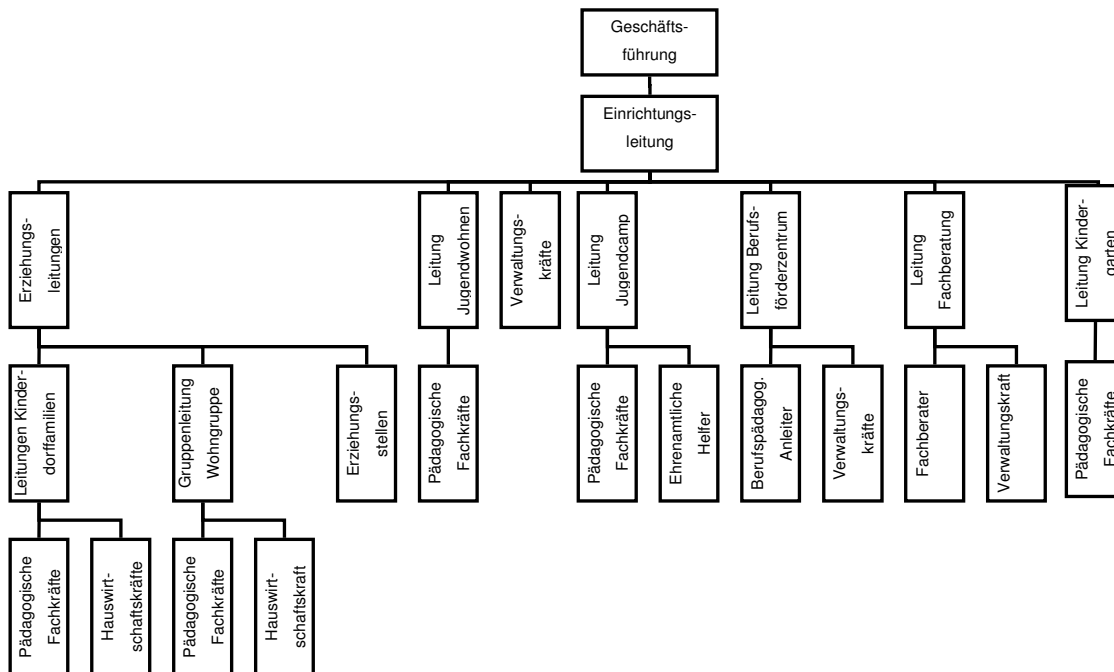 Geschäfts-
führung
Einrichtungs-
leitung
Erziehungs-
leitungen
Leitung
Jugendwohnen
Verwaltungs-
kräfte
Leitung
Jugendcamp
Leitung Berufs-
förderzentrum
Leitung
Fachberatung
Leitung Kinder-
garten
Leitungen Kinder-
dorffamilien
Gruppenleitung
Wohngruppe
Erziehungs-
stellen
Pädagogische
Fachkräfte
Pädagogische
Fachkräfte
Ehrenamtliche
Helfer
Berufspädagog.
Anleiter
Verwaltungs-
kräfte
Fachberater
Verwaltungskraft
Pädagogische
Fachkräfte
Pädagogische
Fachkräfte
Hauswirt-
schaftskräfte
Pädagogische
Fachkräfte
Hauswirt-
schaftskraft